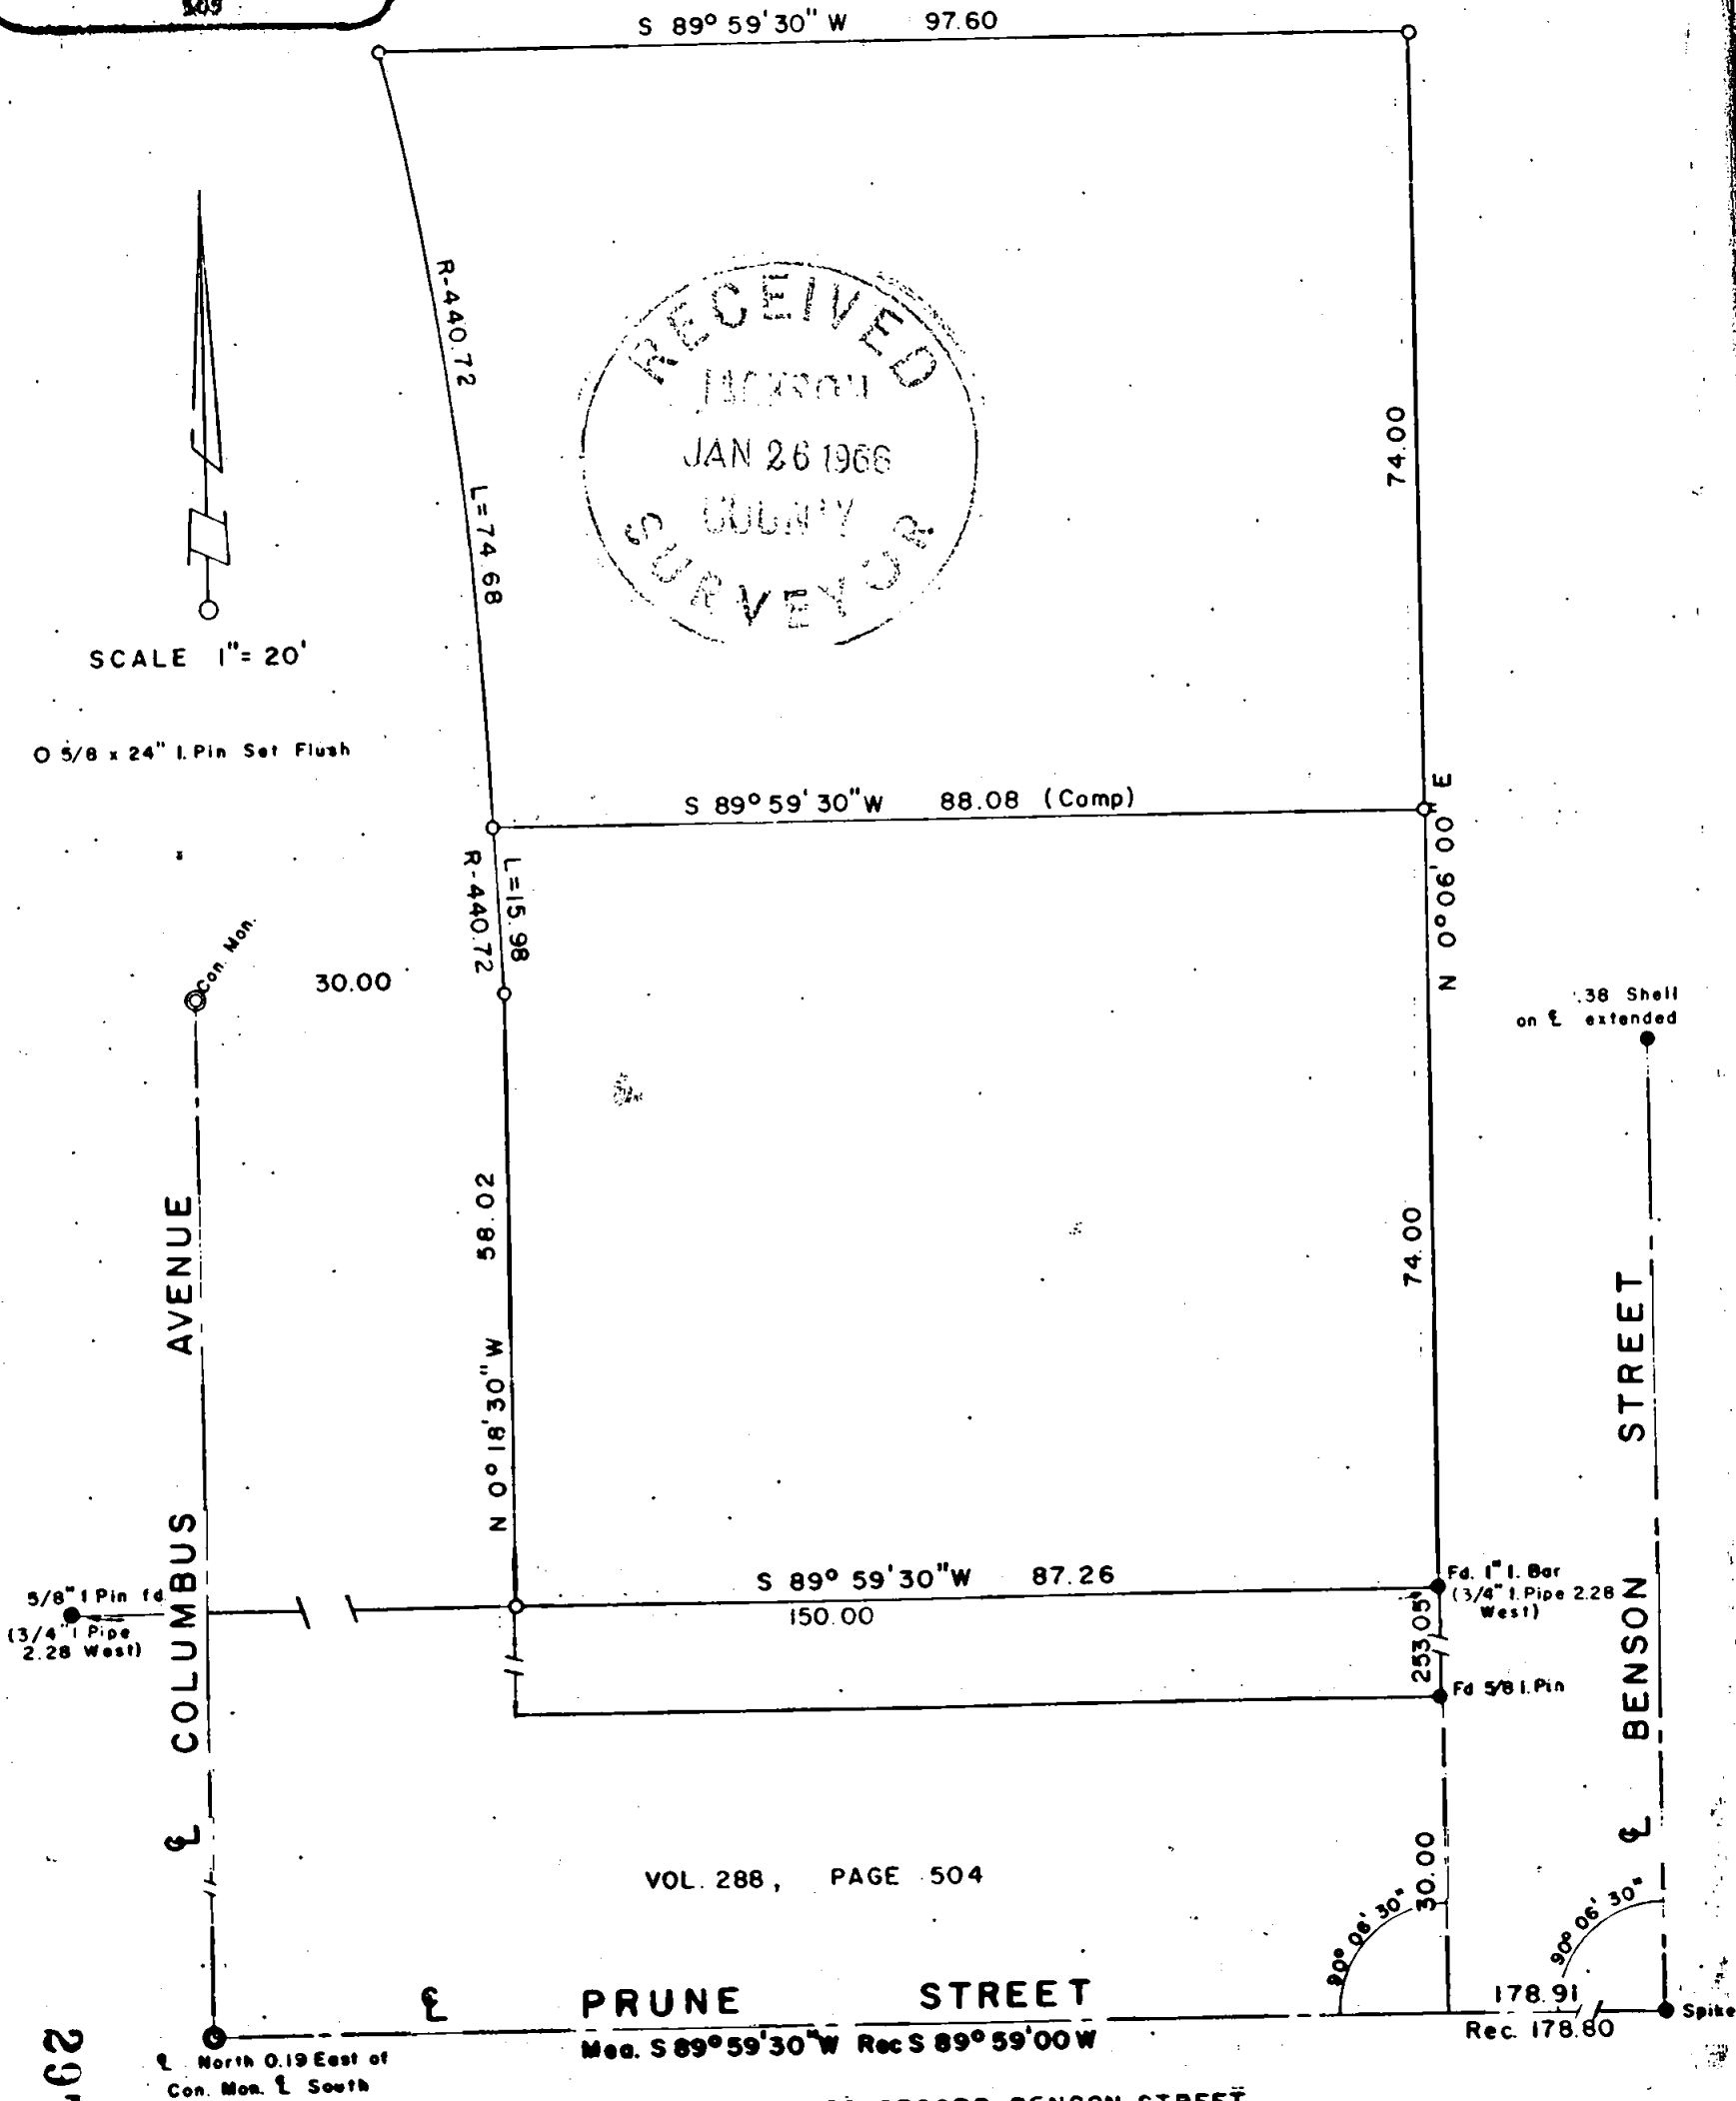 S 89° 59' 30" W 97.60
R-440.72
L=74.68
RECEIVED
JACKSON
JAN 26 1966
COUNTY
SURVEYOR
74.00
SCALE 1"= 20'
O 5/8 x 24" I. Pin Set Flush
S 89° 59' 30" W 88.08 (Comp)
N 0° 06' 00" E
R-440.72
L=15.98
Con. Mon.
30.00
.38 Shell
on ℄ extended
58.02
N 0° 18' 30" W
74.00
℄ COLUMBUS AVENUE
℄ BENSON STREET
S 89° 59' 30" W 87.26
150.00
5/8" I Pin fd
(3/4" I Pipe
2.28 West)
Fd. 1" I. Bar
(3/4" I. Pipe 2.28
West)
253.05'
Fd 5/8 I. Pin
VOL. 288, PAGE 504
30.00
90° 06' 30"
90° 06' 30"
℄ PRUNE STREET
Mea. S 89° 59' 30" W Rec S 89° 59' 00 W
178.91
Rec. 178.80
Spike
℄ North 0.19 East of
Con. Mon. ℄ South
BENSON STREET